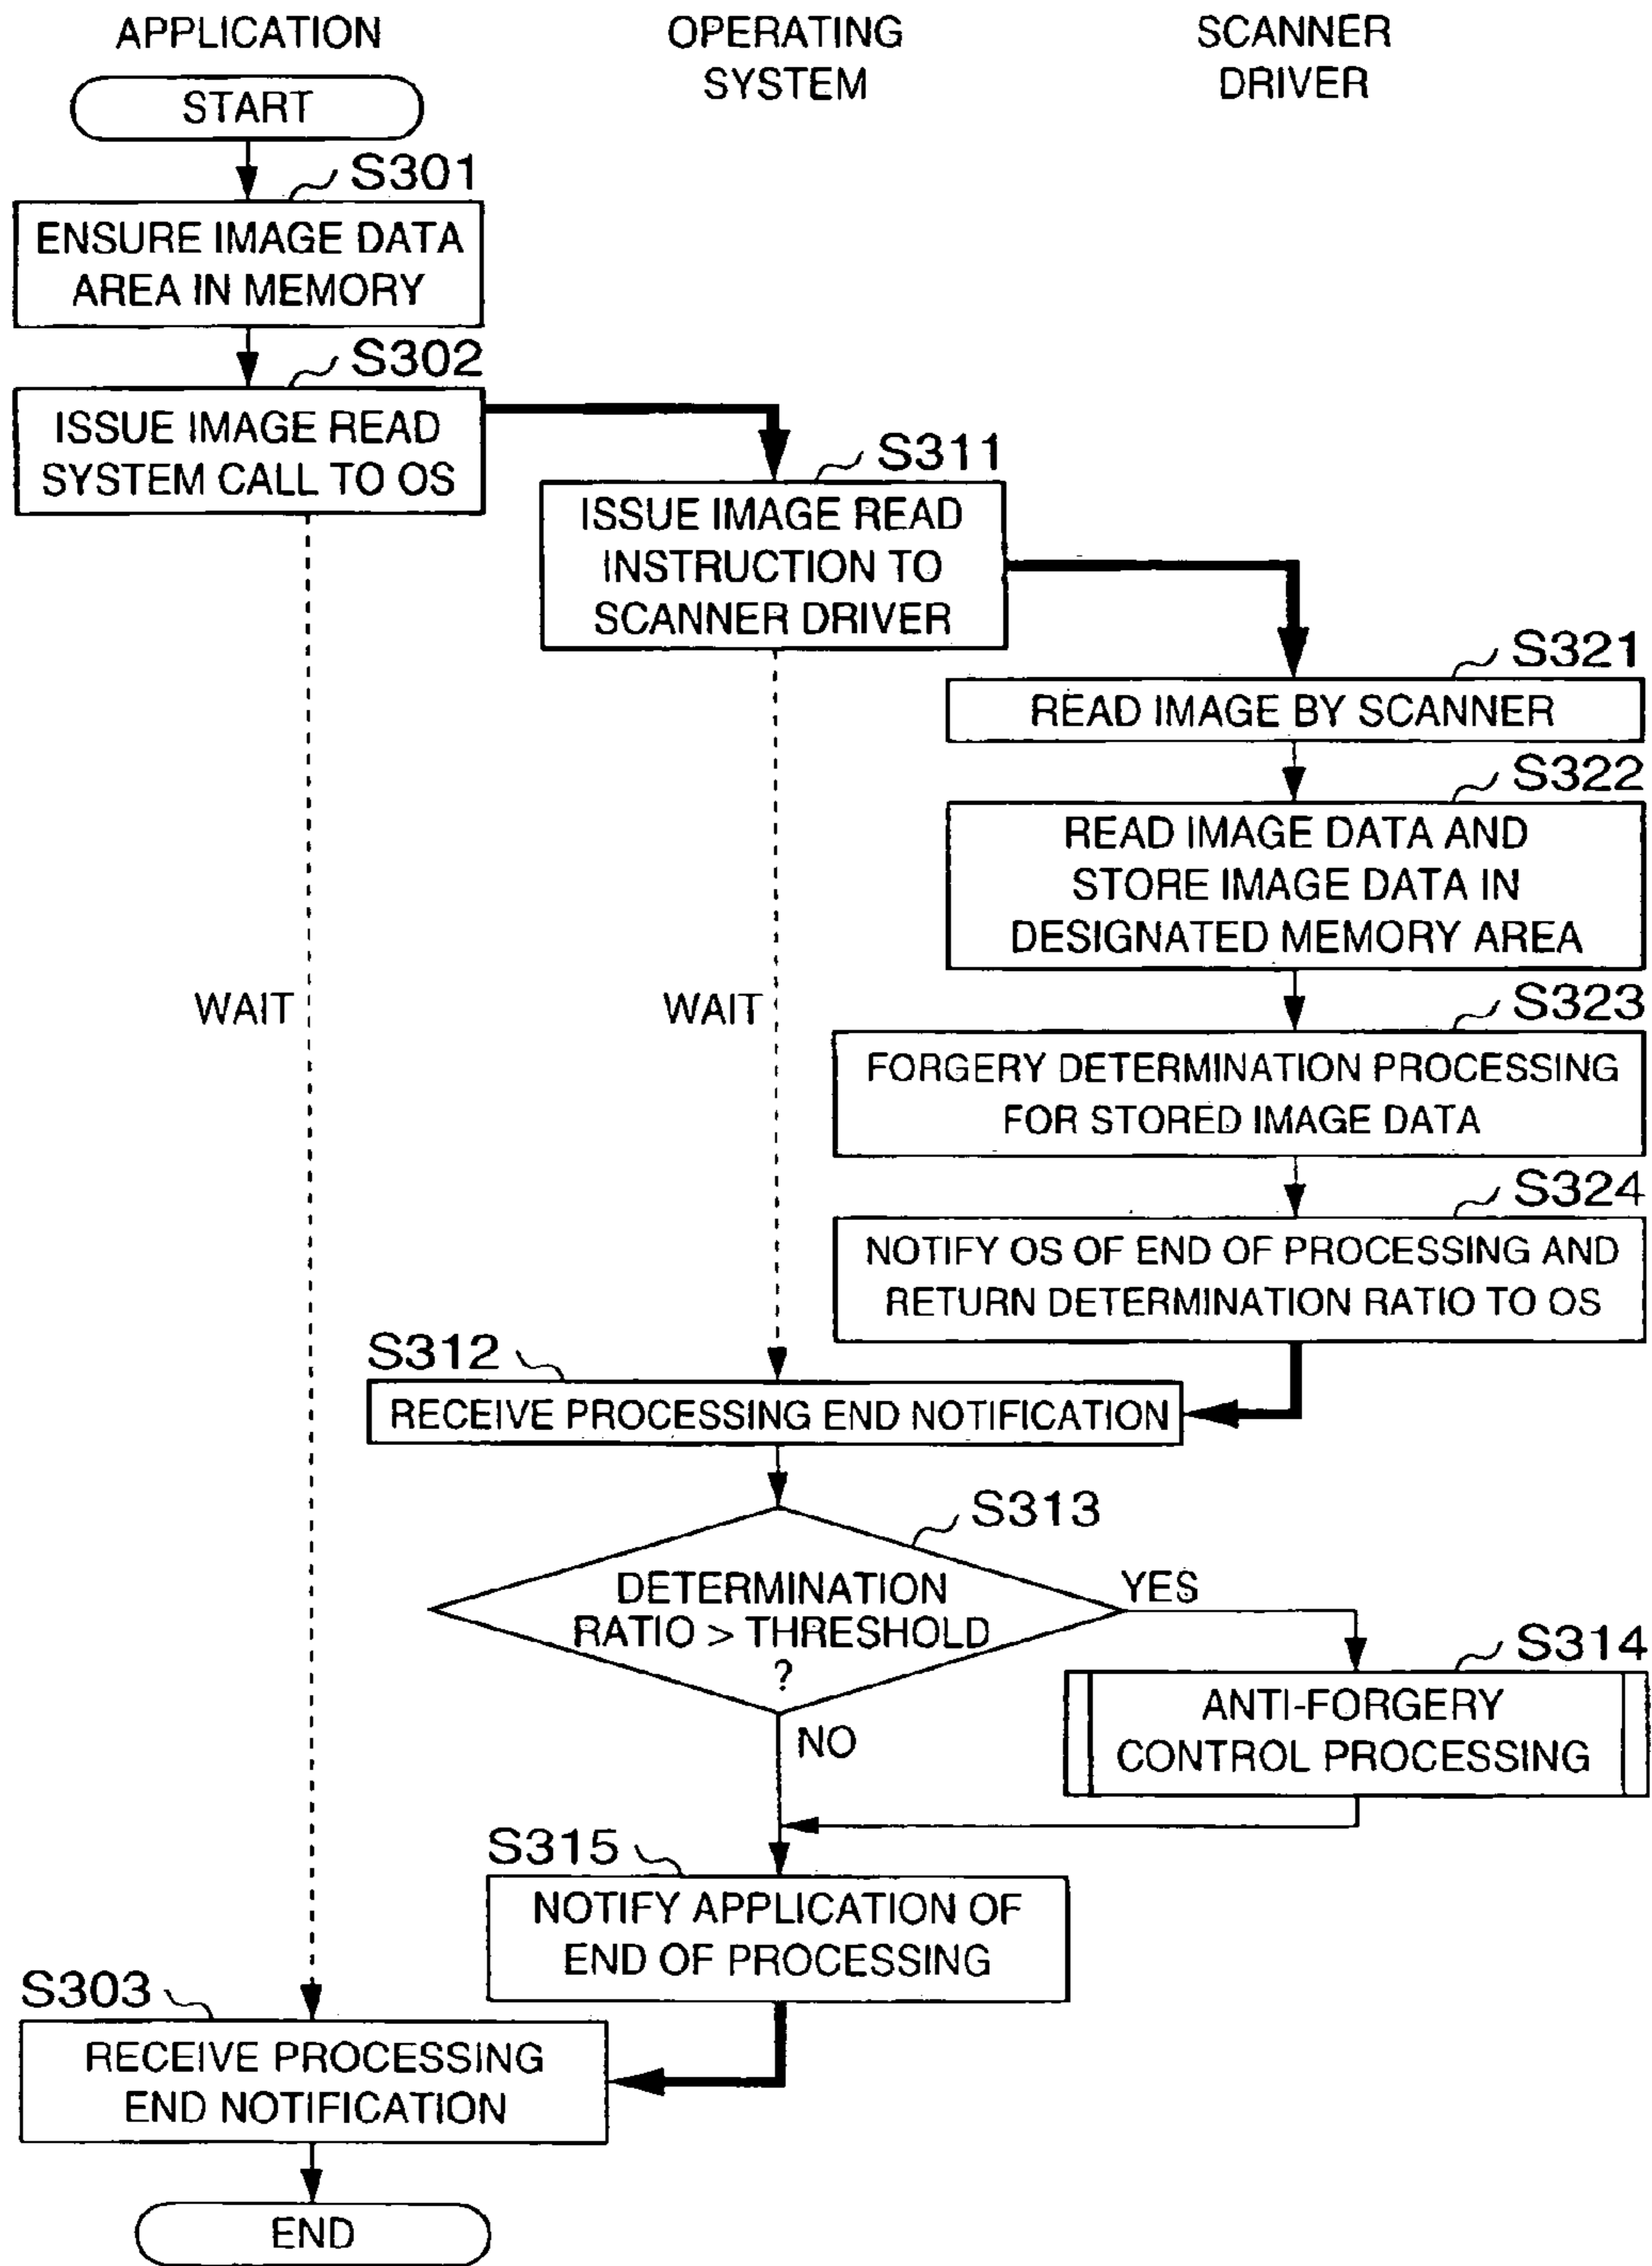 APPLICATION
OPERATING
SYSTEM
SCANNER
DRIVER
START
S301
ENSURE IMAGE DATA
AREA IN MEMORY
S302
ISSUE IMAGE READ
SYSTEM CALL TO OS
S311
ISSUE IMAGE READ
INSTRUCTION TO
SCANNER DRIVER
S321
READ IMAGE BY SCANNER
S322
READ IMAGE DATA AND
STORE IMAGE DATA IN
DESIGNATED MEMORY AREA
WAIT
WAIT
S323
FORGERY DETERMINATION PROCESSING
FOR STORED IMAGE DATA
S324
NOTIFY OS OF END OF PROCESSING AND
RETURN DETERMINATION RATIO TO OS
S312
RECEIVE PROCESSING END NOTIFICATION
S313
DETERMINATION
RATIO > THRESHOLD
?
YES
NO
S314
ANTI-FORGERY
CONTROL PROCESSING
S315
NOTIFY APPLICATION OF
END OF PROCESSING
S303
RECEIVE PROCESSING
END NOTIFICATION
END